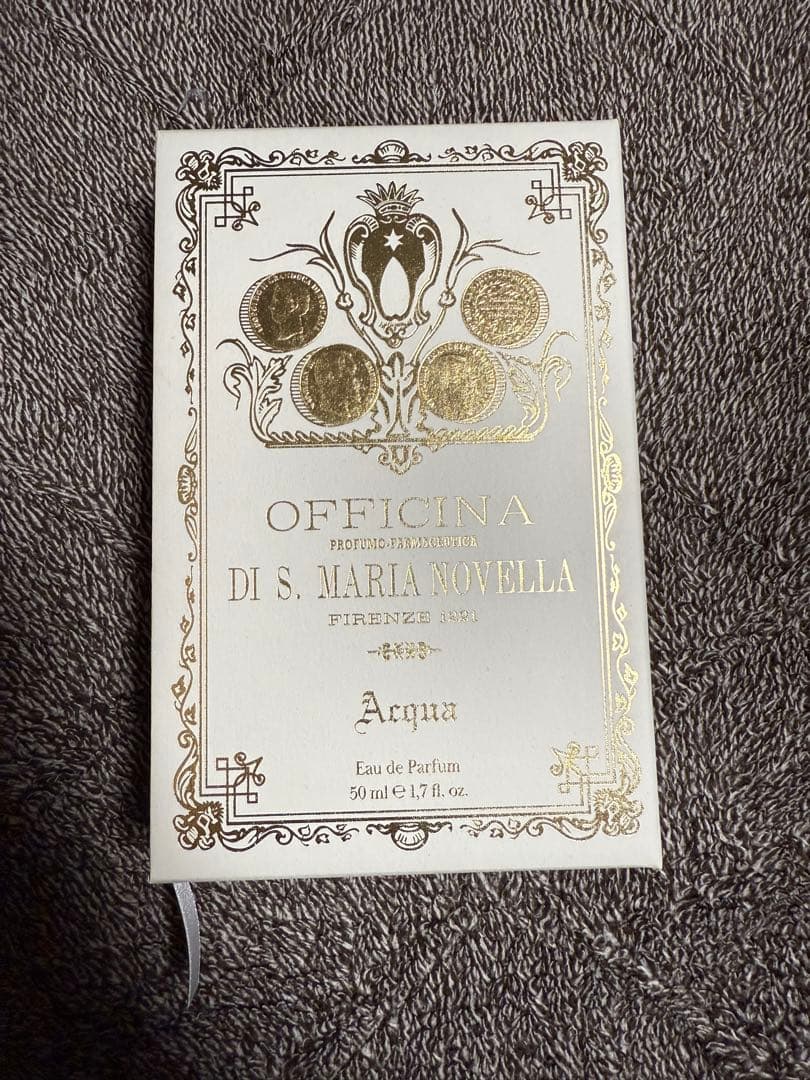 OFFICINA
PROFUMO-FARMACEUTICA
DI S. MARIA NOVELLA
FIRENZE 1221
Acqua
Eau de Parfum
50 ml ℮ 1,7 fl. oz.